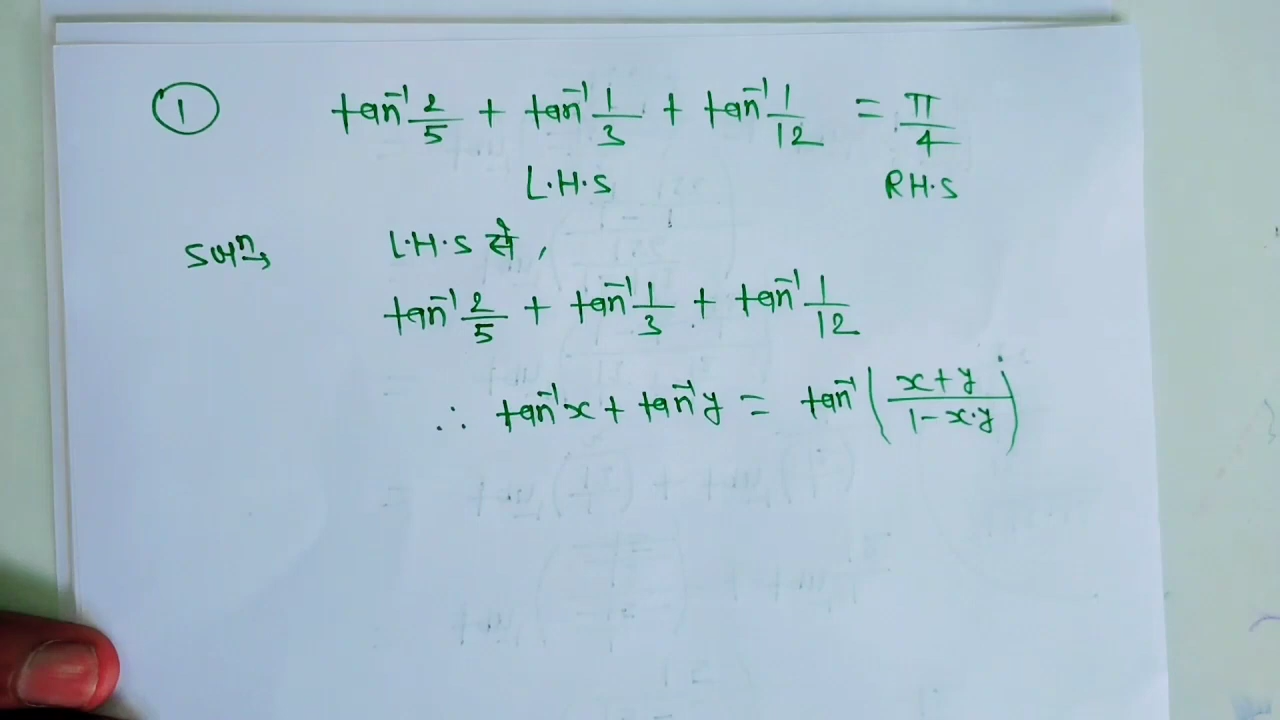 ① tan⁻¹ 2/5 + tan⁻¹ 1/3 + tan⁻¹ 1/12 = π/4
L.H.S R.H.S
L.H.S से,
tan⁻¹ 2/5 + tan⁻¹ 1/3 + tan⁻¹ 1/12
∴ tan⁻¹x + tan⁻¹y = tan⁻¹ (x+y / 1-x·y)